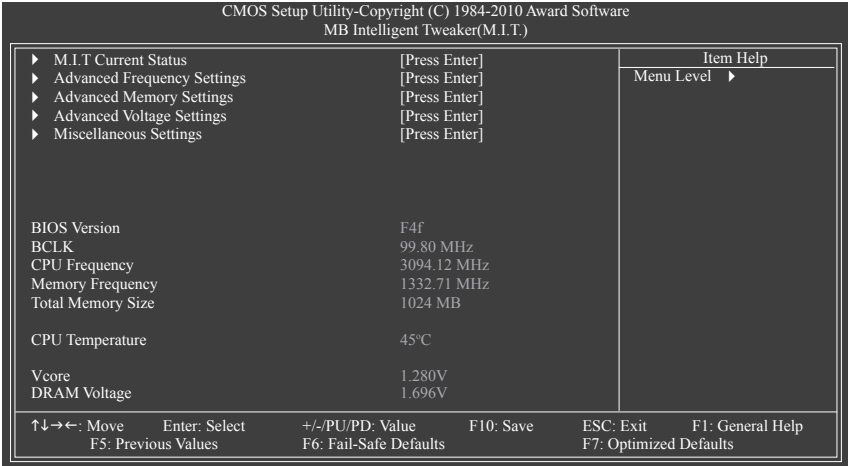 CMOS Setup Utility-Copyright (C) 1984-2010 Award Software
MB Intelligent Tweaker(M.I.T.)
M.I.T Current Status [Press Enter]
Advanced Frequency Settings [Press Enter]
Advanced Memory Settings [Press Enter]
Advanced Voltage Settings [Press Enter]
Miscellaneous Settings [Press Enter]
Item Help
Menu Level
BIOS Version F4f
BCLK 99.80 MHz
CPU Frequency 3094.12 MHz
Memory Frequency 1332.71 MHz
Total Memory Size 1024 MB
CPU Temperature 45°C
Vcore 1.280V
DRAM Voltage 1.696V
↑↓→←: Move Enter: Select +/-/PU/PD: Value F10: Save ESC: Exit F1: General Help
F5: Previous Values F6: Fail-Safe Defaults F7: Optimized Defaults